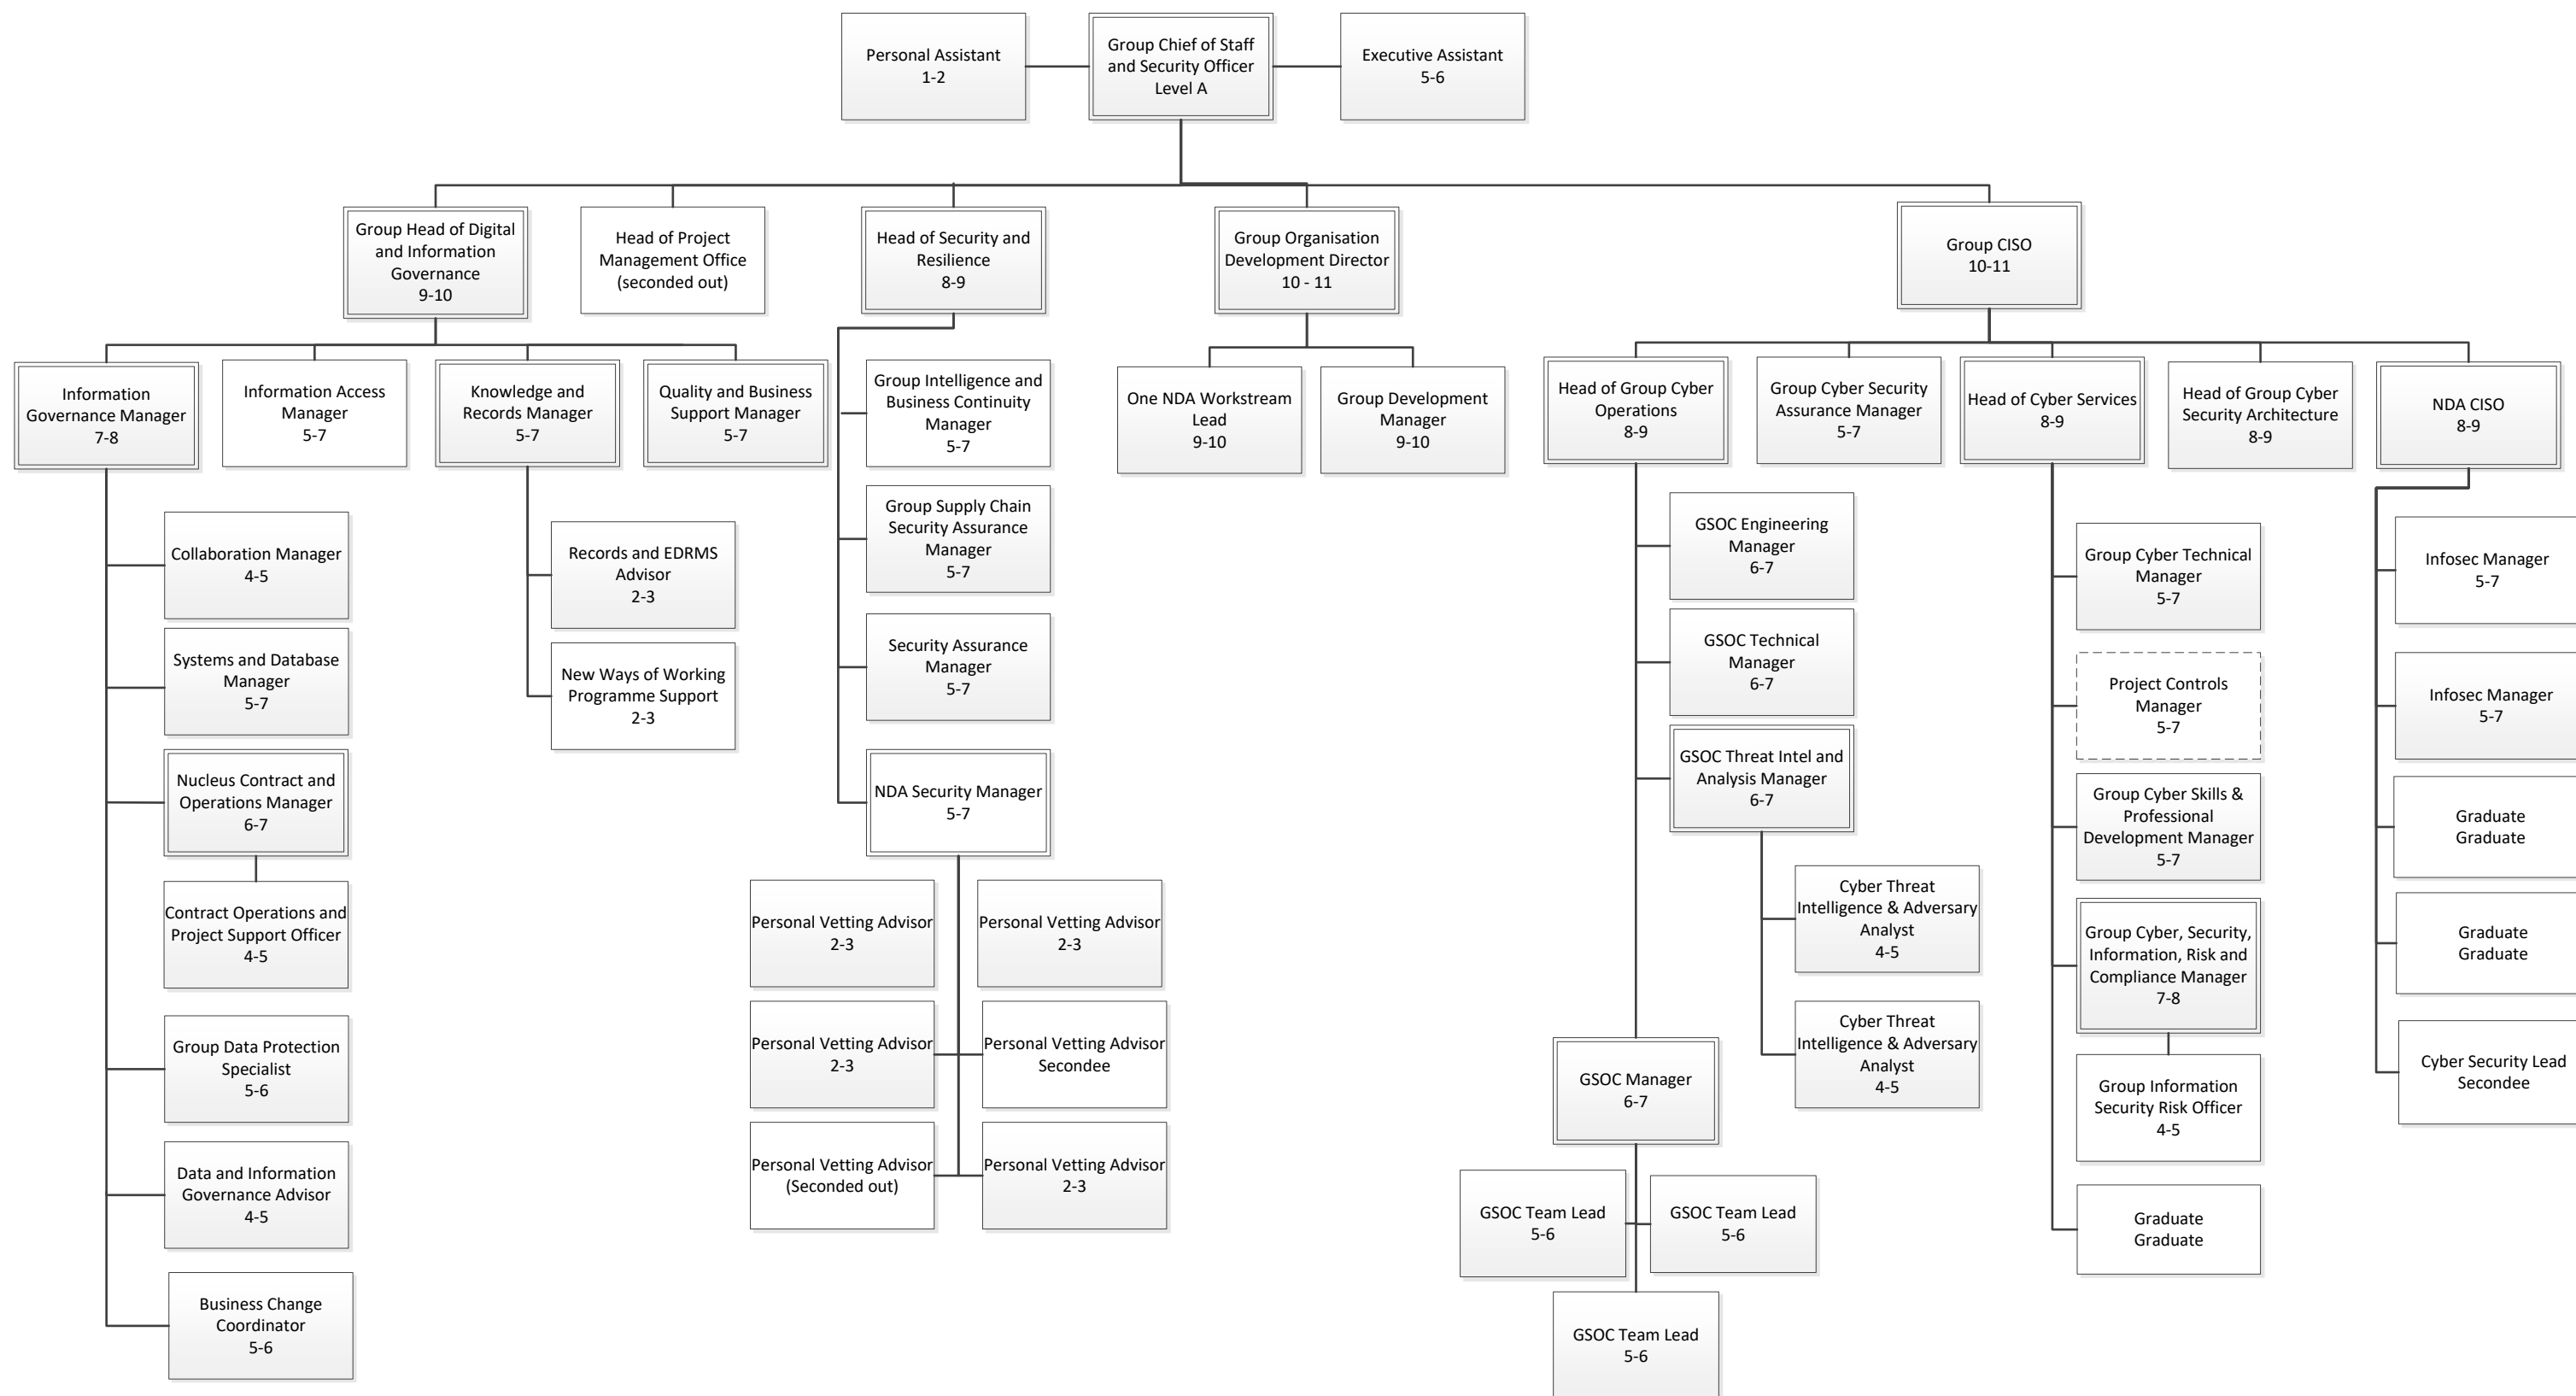 Personal Assistant
1-2
Group Chief of Staff
and Security Officer
Level A
Executive Assistant
5-6
Group Head of Digital
and Information
Governance
9-10
Head of Project
Management Office
(seconded out)
Head of Security and
Resilience
8-9
Group Organisation
Development Director
10 - 11
Group CISO
10-11
Information
Governance Manager
7-8
Information Access
Manager
5-7
Knowledge and
Records Manager
5-7
Quality and Business
Support Manager
5-7
Group Intelligence and
Business Continuity
Manager
5-7
One NDA Workstream
Lead
9-10
Group Development
Manager
9-10
Head of Group Cyber
Operations
8-9
Group Cyber Security
Assurance Manager
5-7
Head of Cyber Services
8-9
Head of Group Cyber
Security Architecture
8-9
NDA CISO
8-9
Collaboration Manager
4-5
Systems and Database
Manager
5-7
Nucleus Contract and
Operations Manager
6-7
Contract Operations and
Project Support Officer
4-5
Group Data Protection
Specialist
5-6
Data and Information
Governance Advisor
4-5
Business Change
Coordinator
5-6
Records and EDRMS
Advisor
2-3
New Ways of Working
Programme Support
2-3
Group Supply Chain
Security Assurance
Manager
5-7
Security Assurance
Manager
5-7
NDA Security Manager
5-7
Personal Vetting Advisor
2-3
Personal Vetting Advisor
2-3
Personal Vetting Advisor
2-3
Personal Vetting Advisor
Secondee
Personal Vetting Advisor
(Seconded out)
Personal Vetting Advisor
2-3
GSOC Engineering
Manager
6-7
GSOC Technical
Manager
6-7
GSOC Threat Intel and
Analysis Manager
6-7
Cyber Threat
Intelligence & Adversary
Analyst
4-5
Cyber Threat
Intelligence & Adversary
Analyst
4-5
GSOC Manager
6-7
GSOC Team Lead
5-6
GSOC Team Lead
5-6
GSOC Team Lead
5-6
Group Cyber Technical
Manager
5-7
Project Controls
Manager
5-7
Group Cyber Skills &
Professional
Development Manager
5-7
Group Cyber, Security,
Information, Risk and
Compliance Manager
7-8
Group Information
Security Risk Officer
4-5
Graduate
Graduate
Infosec Manager
5-7
Infosec Manager
5-7
Graduate
Graduate
Graduate
Graduate
Cyber Security Lead
Secondee